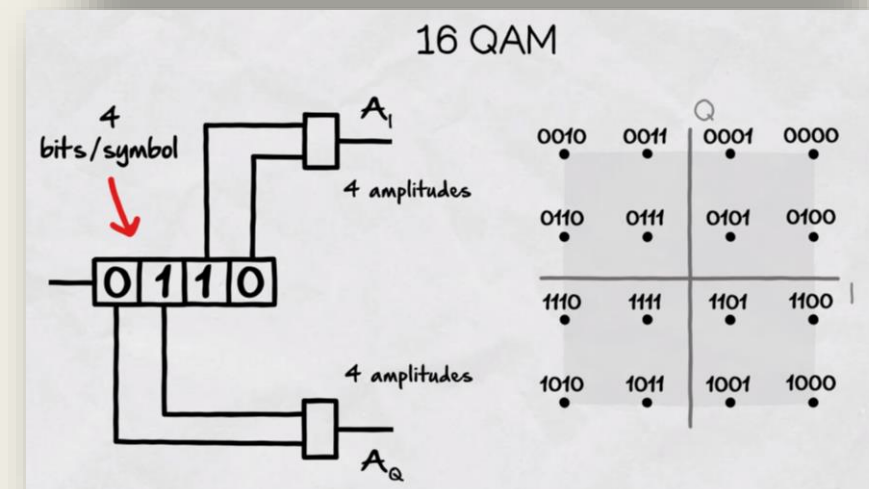 16 QAM
4
bits/symbol
A_I
4 amplitudes
0 1 1 0
4 amplitudes
A_Q
Q
0010 0011 0001 0000
0110 0111 0101 0100
I
1110 1111 1101 1100
1010 1011 1001 1000